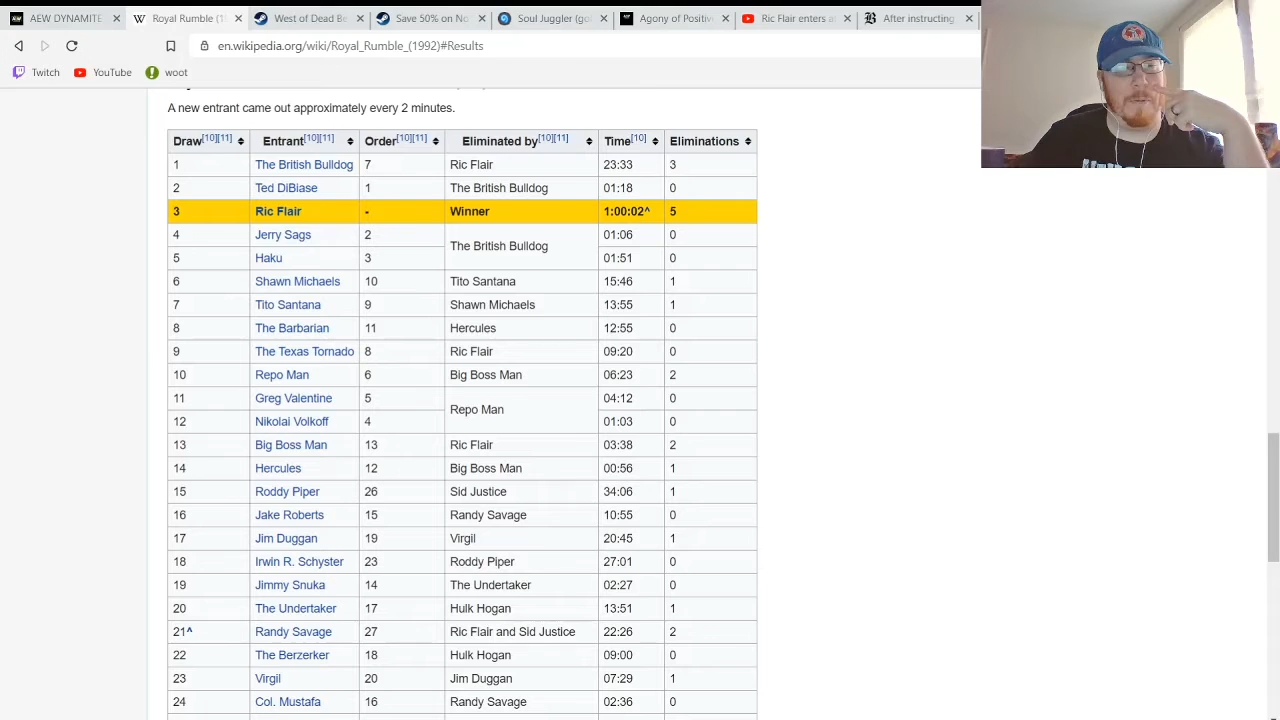 AEW DYNAMITE
Royal Rumble (1
West of Dead Be
Save 50% on No
Soul Juggler (gol
Agony of Positiv
Ric Flair enters a
After instructing
en.wikipedia.org/wiki/Royal_Rumble_(1992)#Results
Twitch YouTube woot
A new entrant came out approximately every 2 minutes.
Draw[10][11] Entrant[10][11] Order[10][11] Eliminated by[10][11] Time[10] Eliminations
1 The British Bulldog 7 Ric Flair 23:33 3
2 Ted DiBiase 1 The British Bulldog 01:18 0
3 Ric Flair - Winner 1:00:02^ 5
4 Jerry Sags 2 The British Bulldog 01:06 0
5 Haku 3 01:51 0
6 Shawn Michaels 10 Tito Santana 15:46 1
7 Tito Santana 9 Shawn Michaels 13:55 1
8 The Barbarian 11 Hercules 12:55 0
9 The Texas Tornado 8 Ric Flair 09:20 0
10 Repo Man 6 Big Boss Man 06:23 2
11 Greg Valentine 5 Repo Man 04:12 0
12 Nikolai Volkoff 4 01:03 0
13 Big Boss Man 13 Ric Flair 03:38 2
14 Hercules 12 Big Boss Man 00:56 1
15 Roddy Piper 26 Sid Justice 34:06 1
16 Jake Roberts 15 Randy Savage 10:55 0
17 Jim Duggan 19 Virgil 20:45 1
18 Irwin R. Schyster 23 Roddy Piper 27:01 0
19 Jimmy Snuka 14 The Undertaker 02:27 0
20 The Undertaker 17 Hulk Hogan 13:51 1
21^ Randy Savage 27 Ric Flair and Sid Justice 22:26 2
22 The Berzerker 18 Hulk Hogan 09:00 0
23 Virgil 20 Jim Duggan 07:29 1
24 Col. Mustafa 16 Randy Savage 02:36 0